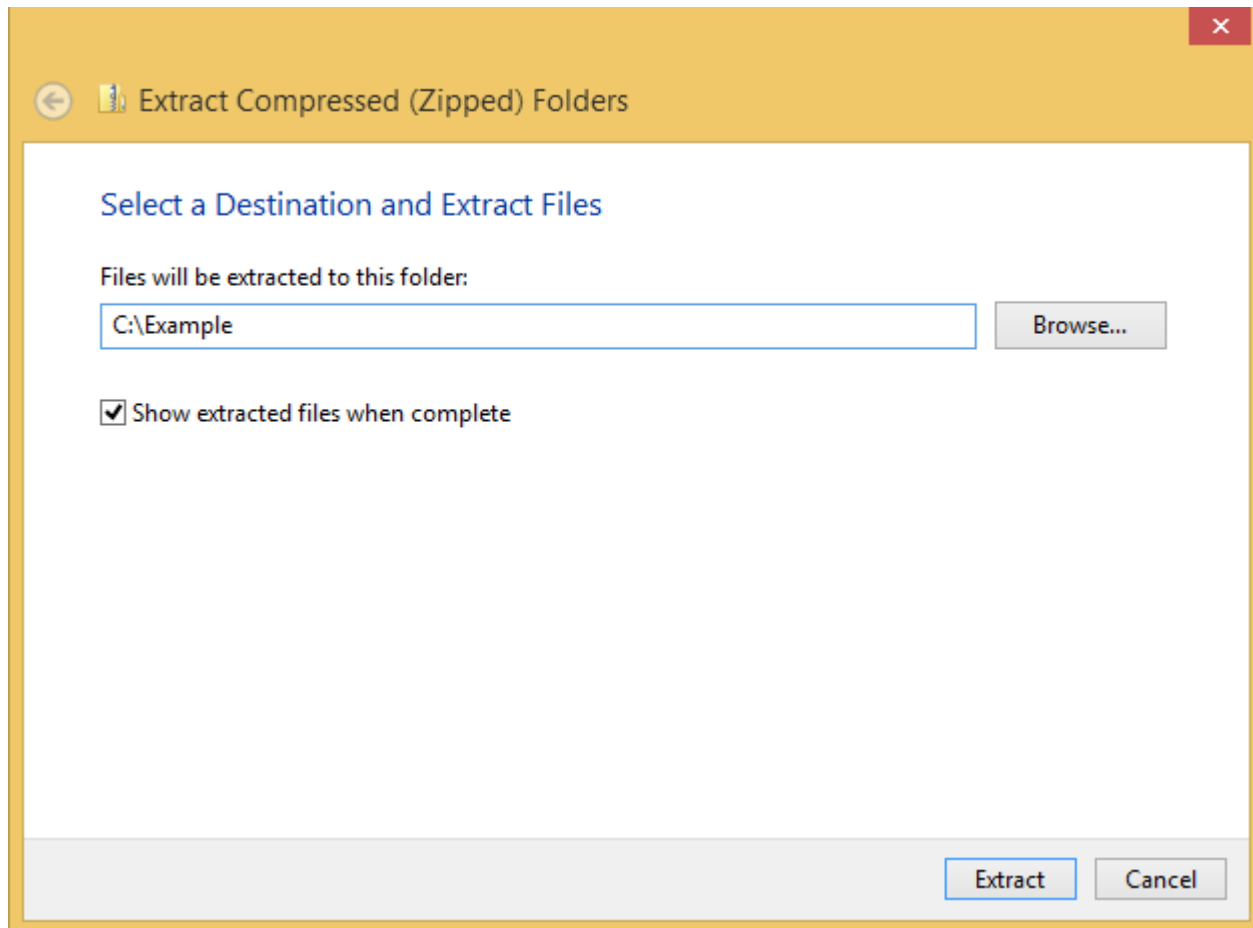 Extract Compressed (Zipped) Folders
Select a Destination and Extract Files
Files will be extracted to this folder:
C:\Example
Browse...
Show extracted files when complete
Extract
Cancel